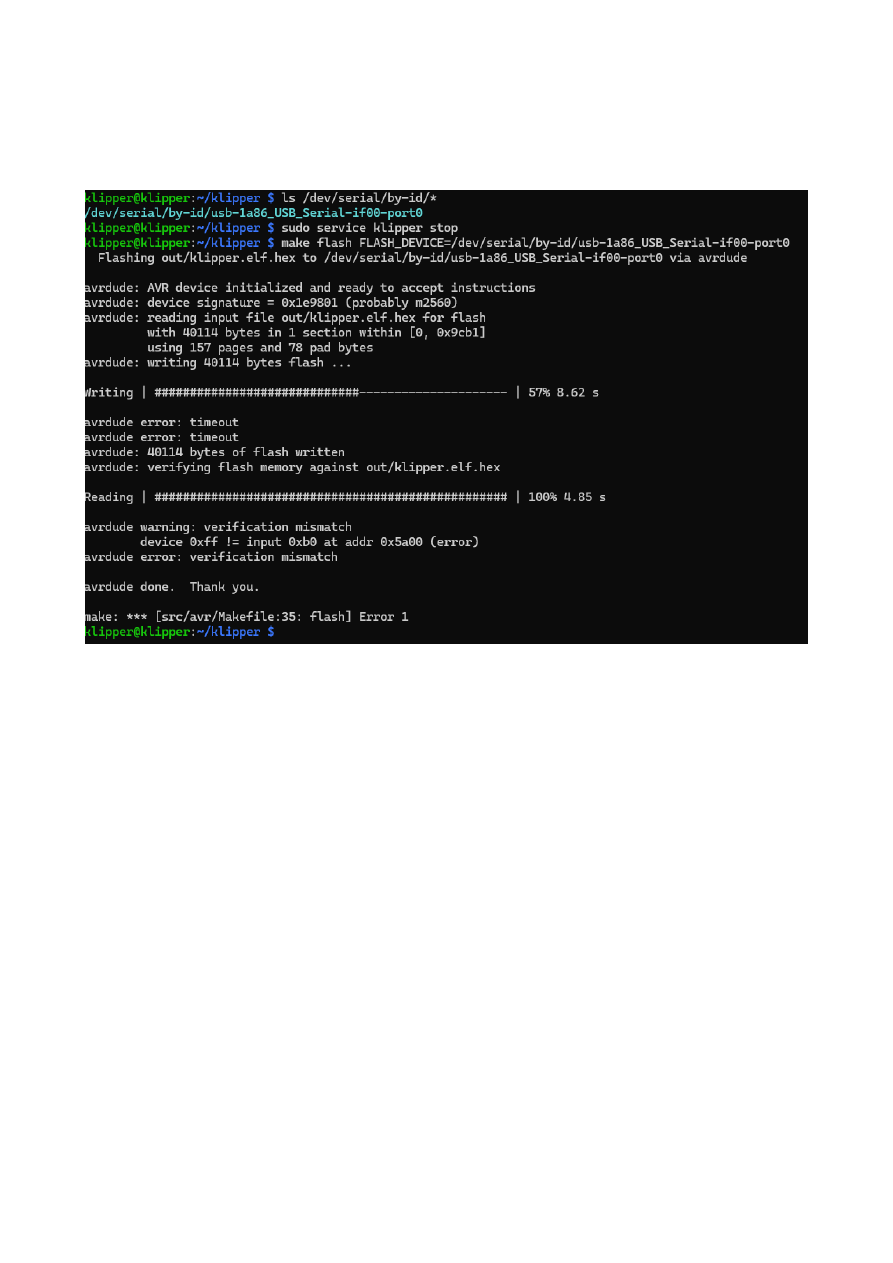 klipper@klipper:~/klipper $ ls /dev/serial/by-id/*
/dev/serial/by-id/usb-1a86_USB_Serial-if00-port0
klipper@klipper:~/klipper $ sudo service klipper stop
klipper@klipper:~/klipper $ make flash FLASH_DEVICE=/dev/serial/by-id/usb-1a86_USB_Serial-if00-port0
  Flashing out/klipper.elf.hex to /dev/serial/by-id/usb-1a86_USB_Serial-if00-port0 via avrdude
avrdude: AVR device initialized and ready to accept instructions
avrdude: device signature = 0x1e9801 (probably m2560)
avrdude: reading input file out/klipper.elf.hex for flash
         with 40114 bytes in 1 section within [0, 0x9cb1]
         using 157 pages and 78 pad bytes
avrdude: writing 40114 bytes flash ...
Writing | #############################--------------------- | 57% 8.62 s
avrdude error: timeout
avrdude error: timeout
avrdude: 40114 bytes of flash written
avrdude: verifying flash memory against out/klipper.elf.hex
Reading | ################################################## | 100% 4.85 s
avrdude warning: verification mismatch
        device 0xff != input 0xb0 at addr 0x5a00 (error)
avrdude error: verification mismatch
avrdude done.  Thank you.
make: *** [src/avr/Makefile:35: flash] Error 1
klipper@klipper:~/klipper $